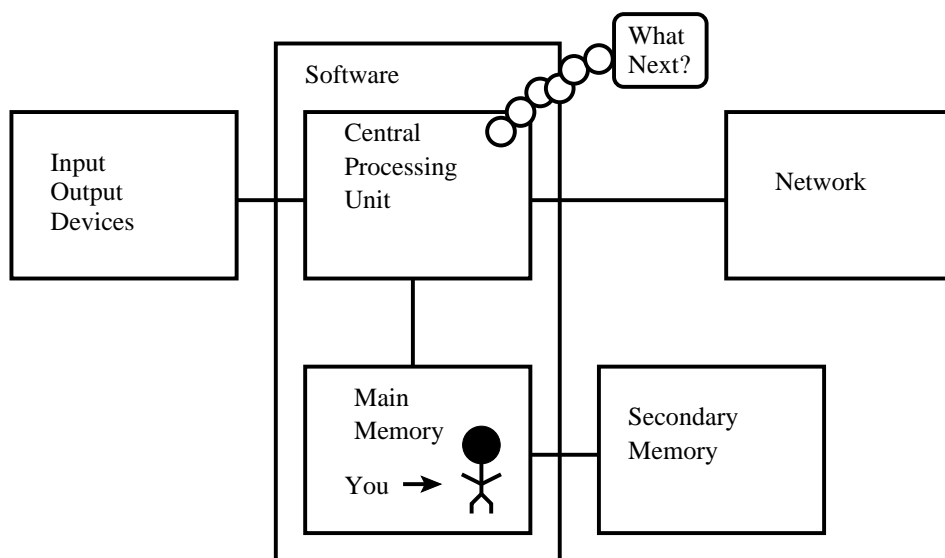 What
Next?
Software
Central
Processing
Unit
Input
Output
Devices
Network
Main
Memory
You
Secondary
Memory